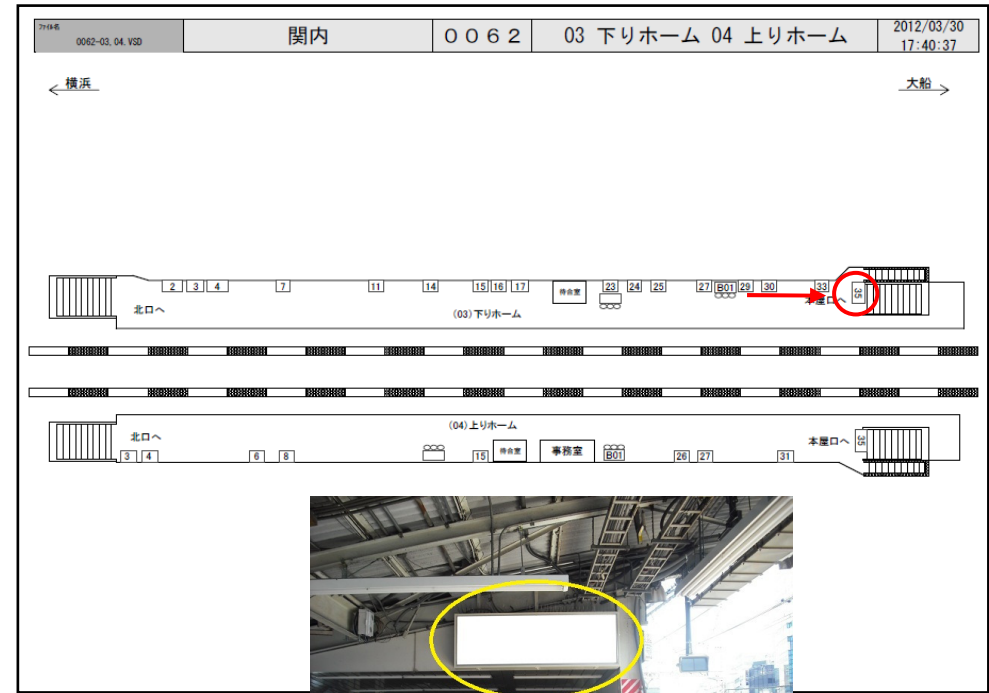 ファイル名
0062-03,04.VSD
関内
0062
03 下りホーム 04 上りホーム
2012/03/30
17:40:37
横浜
大船
2 3 4 7 11 14 15 16 17 待合室 23 24 25 27 B01 29 30 33 35
北口へ
本屋口へ
(03)下りホーム
(04)上りホーム
北口へ
本屋口へ 35
3 4 6 8 15 待合室 事務室 B01 26 27 31